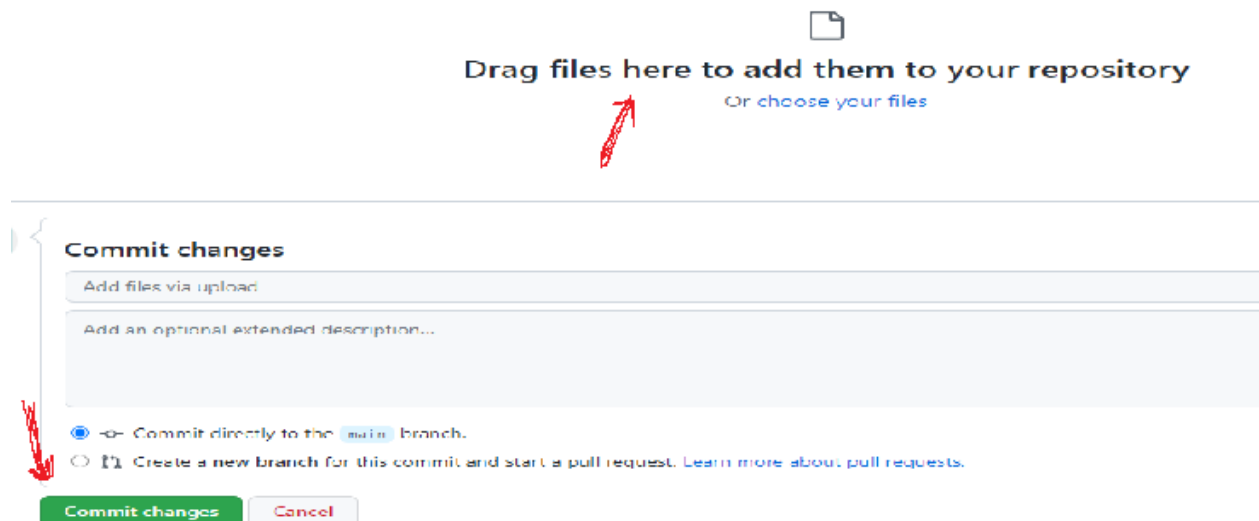 Drag files here to add them to your repository
Or choose your files
Commit changes
Add files via upload
Add an optional extended description...
Commit directly to the main branch.
Create a new branch for this commit and start a pull request. Learn more about pull requests.
Commit changes
Cancel